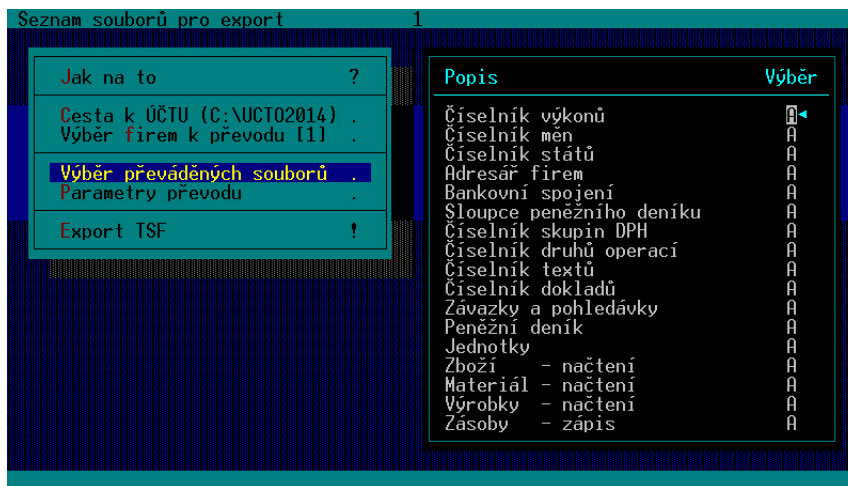 Seznam souborů pro export 1
Jak na to ?
Cesta k ÚČTU (C:\UCTO2014) .
Výběr firem k převodu [1] .
Výběr převáděných souborů .
Parametry převodu .
Export TSF !
Popis Výběr
Číselník výkonů A
Číselník měn A
Číselník států A
Adresář firem A
Bankovní spojení A
Sloupce peněžního deníku A
Číselník skupin DPH A
Číselník druhů operací A
Číselník textů A
Číselník dokladů A
Závazky a pohledávky A
Peněžní deník A
Jednotky A
Zboží - načtení A
Materiál - načtení A
Výrobky - načtení A
Zásoby - zápis A